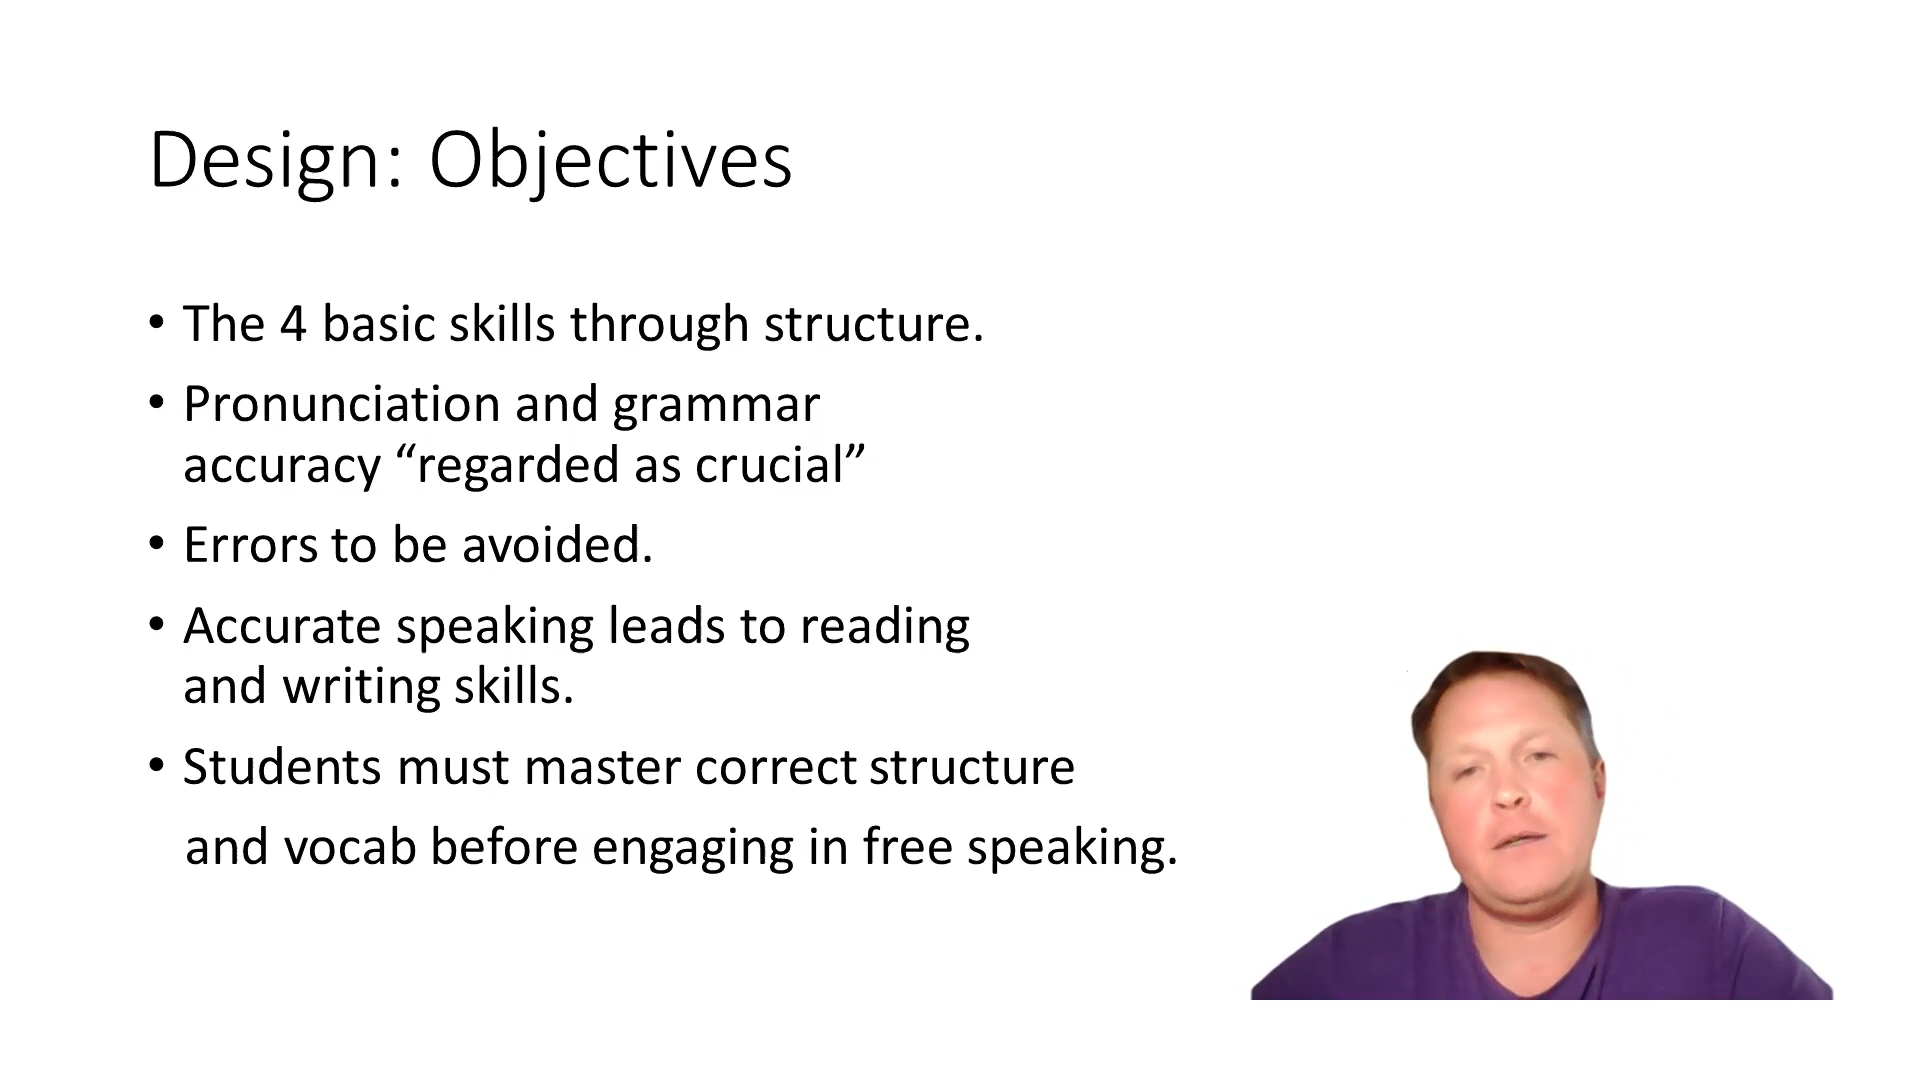 Design: Objectives
• The 4 basic skills through structure.
• Pronunciation and grammar
accuracy “regarded as crucial”
• Errors to be avoided.
• Accurate speaking leads to reading
and writing skills.
• Students must master correct structure
and vocab before engaging in free speaking.